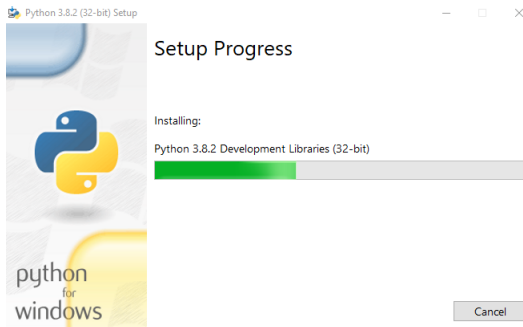 Python 3.8.2 (32-bit) Setup
Setup Progress
Installing:
Python 3.8.2 Development Libraries (32-bit)
python
for
windows
Cancel